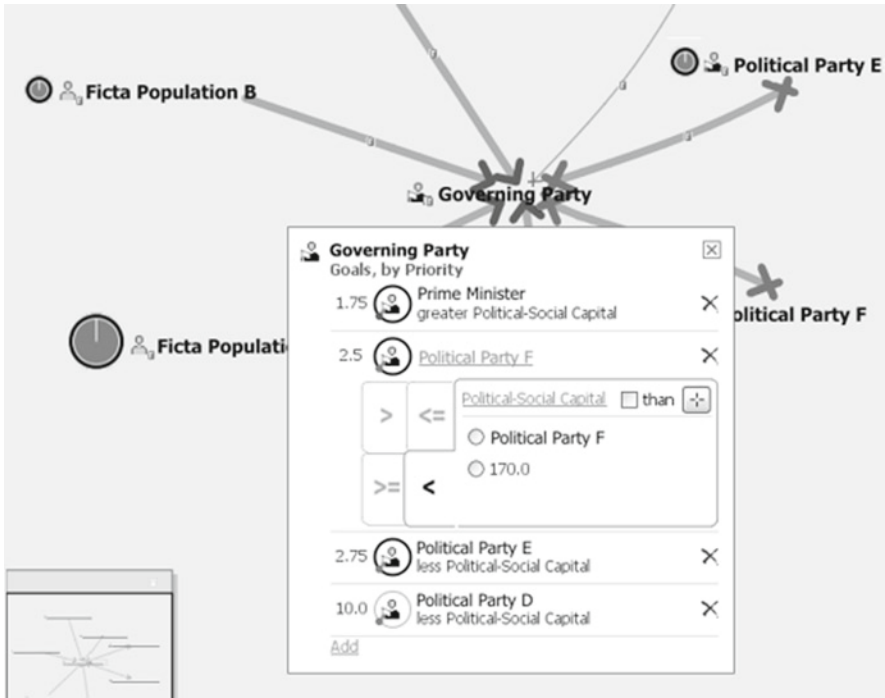 Political Party E
Ficta Population B
Governing Party
Governing Party
Goals, by Priority
1.75 Prime Minister
greater Political-Social Capital
olitical Party F
Ficta Populati
2.5 Political Party F
> <= Political-Social Capital than
Political Party F
170.0
>= <
2.75 Political Party E
less Political-Social Capital
10.0 Political Party D
less Political-Social Capital
Add